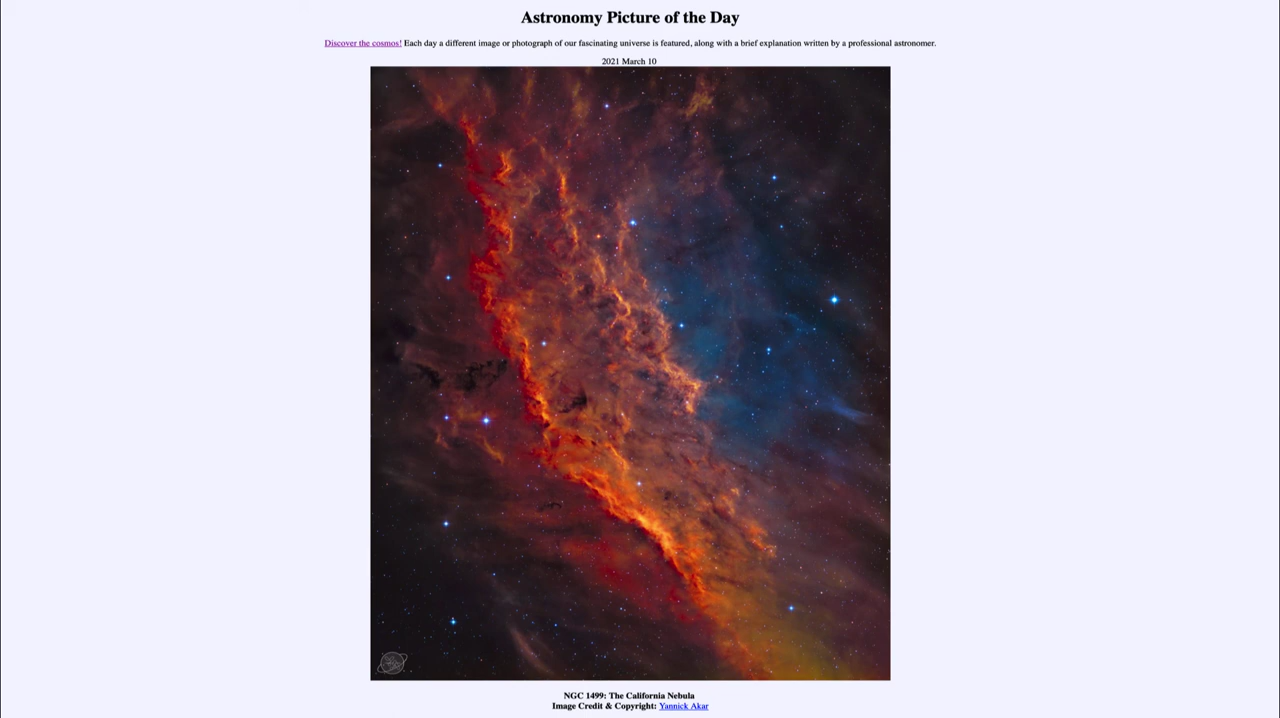 Astronomy Picture of the Day
Discover the cosmos! Each day a different image or photograph of our fascinating universe is featured, along with a brief explanation written by a professional astronomer.
2021 March 10
NGC 1499: The California Nebula
Image Credit & Copyright: Yannick Akar